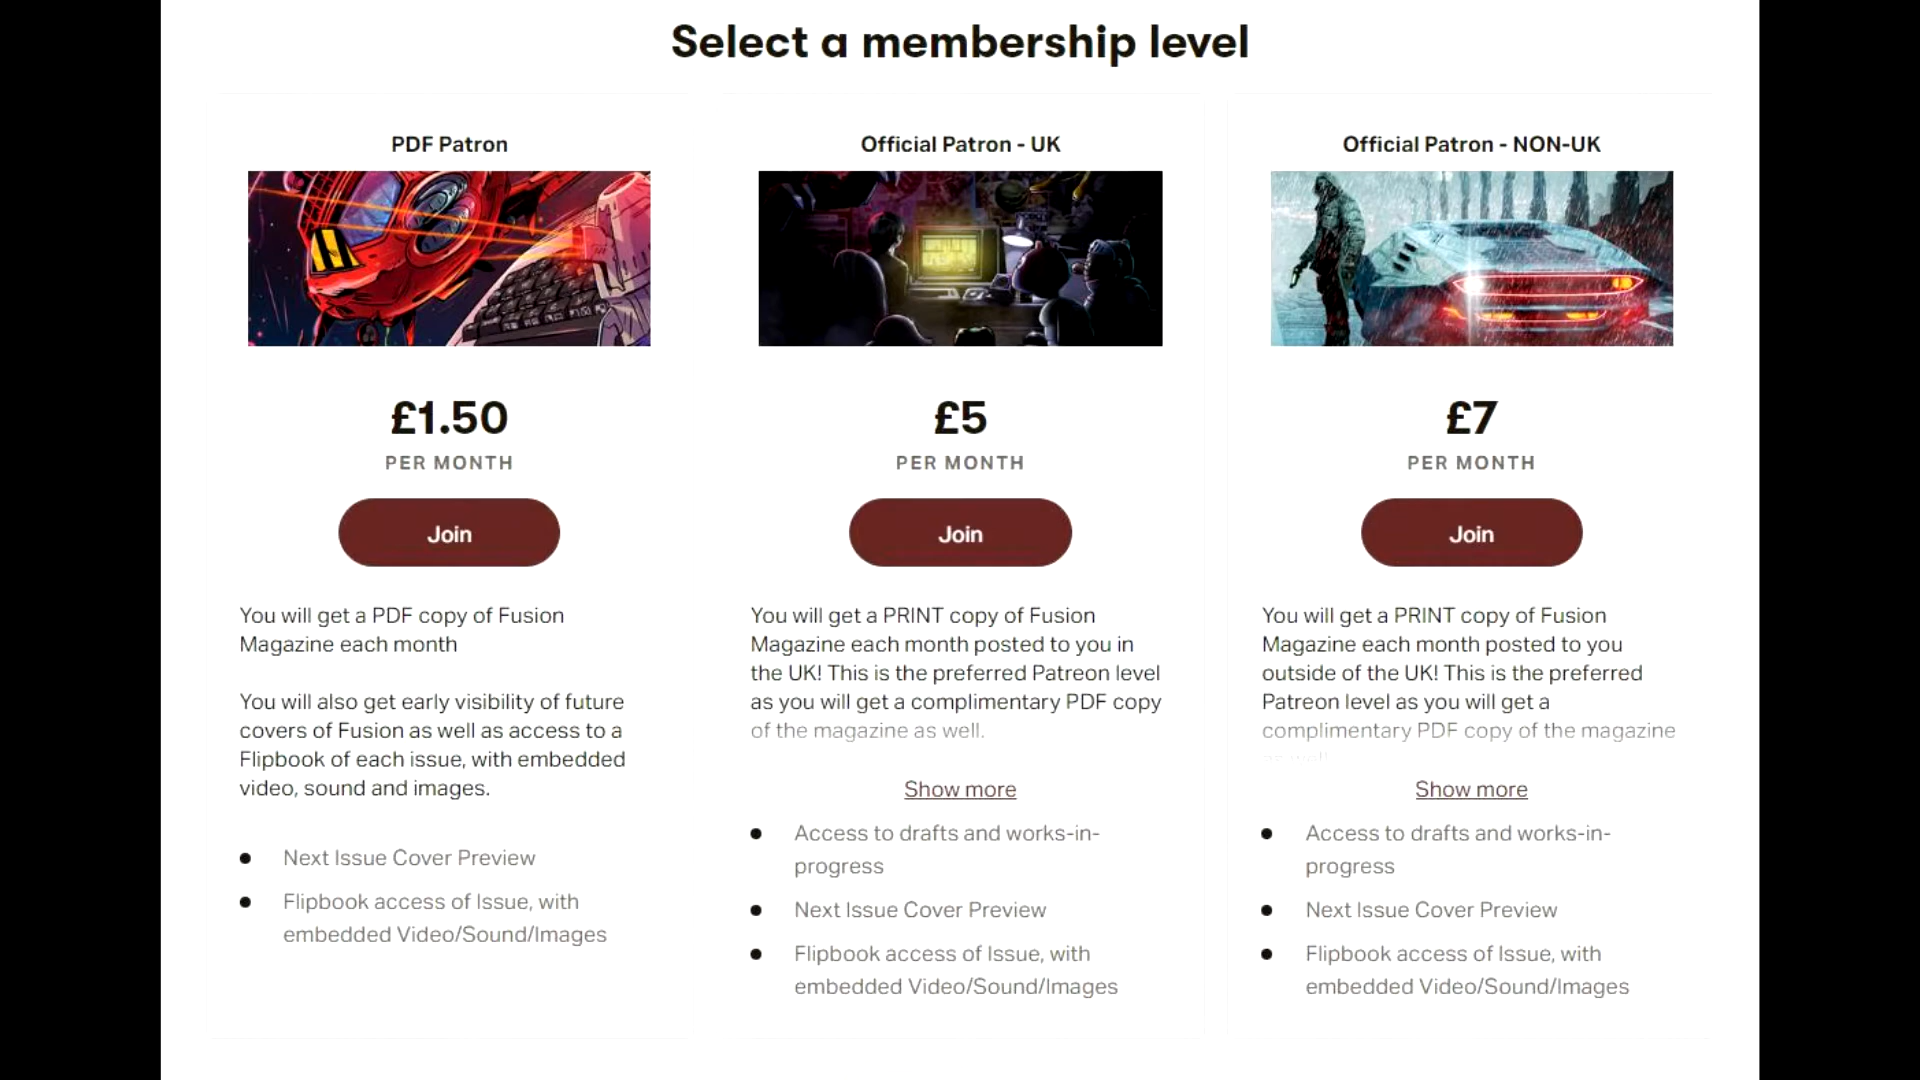 Select a membership level
PDF Patron
£1.50
PER MONTH
Join
You will get a PDF copy of Fusion
Magazine each month
You will also get early visibility of future
covers of Fusion as well as access to a
Flipbook of each issue, with embedded
video, sound and images.
Next Issue Cover Preview
Flipbook access of Issue, with
embedded Video/Sound/Images
Official Patron - UK
£5
PER MONTH
Join
You will get a PRINT copy of Fusion
Magazine each month posted to you in
the UK! This is the preferred Patreon level
as you will get a complimentary PDF copy
of the magazine as well.
Show more
Access to drafts and works-in-
progress
Next Issue Cover Preview
Flipbook access of Issue, with
embedded Video/Sound/Images
Official Patron - NON-UK
£7
PER MONTH
Join
You will get a PRINT copy of Fusion
Magazine each month posted to you
outside of the UK! This is the preferred
Patreon level as you will get a
complimentary PDF copy of the magazine
as well
Show more
Access to drafts and works-in-
progress
Next Issue Cover Preview
Flipbook access of Issue, with
embedded Video/Sound/Images